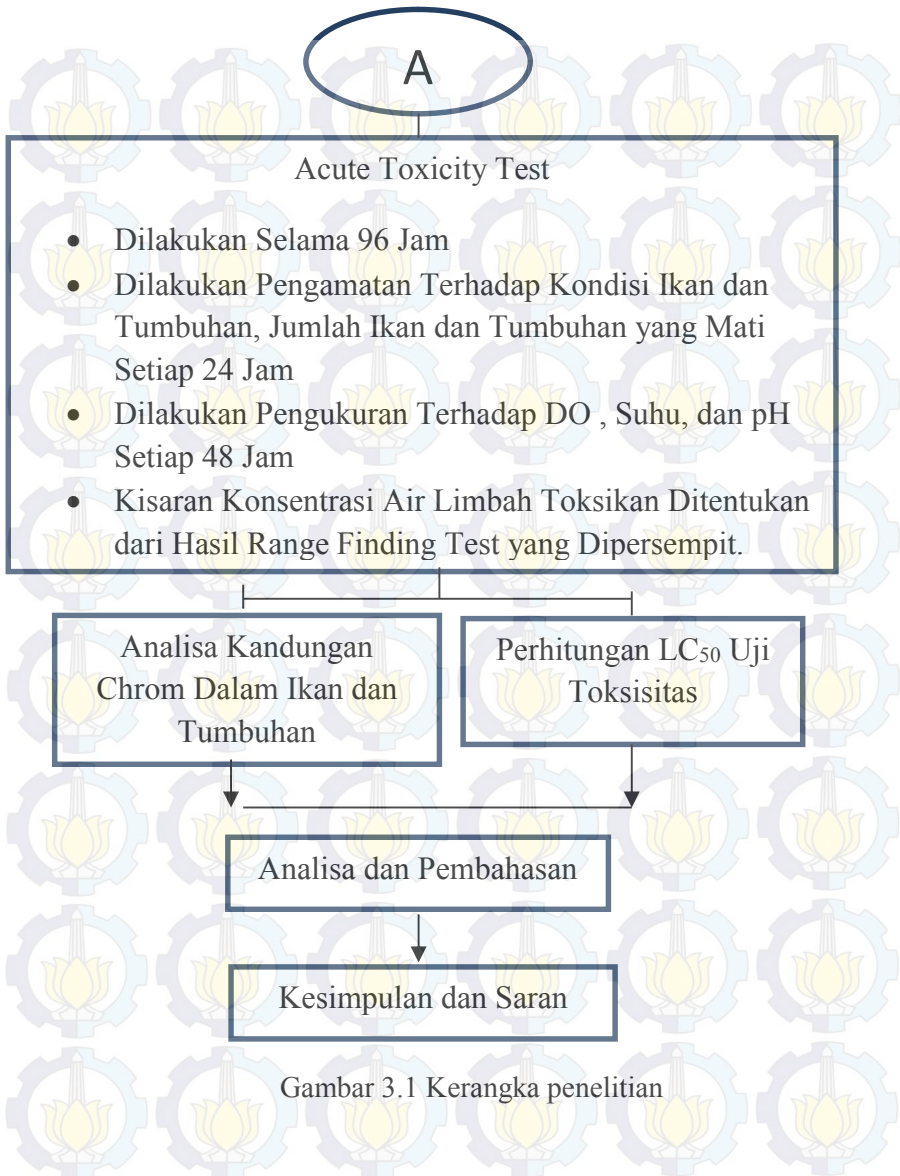 A
Acute Toxicity Test
• Dilakukan Selama 96 Jam
• Dilakukan Pengamatan Terhadap Kondisi Ikan dan
Tumbuhan, Jumlah Ikan dan Tumbuhan yang Mati
Setiap 24 Jam
• Dilakukan Pengukuran Terhadap DO , Suhu, dan pH
Setiap 48 Jam
• Kisaran Konsentrasi Air Limbah Toksikan Ditentukan
dari Hasil Range Finding Test yang Dipersempit.
Analisa Kandungan
Chrom Dalam Ikan dan
Tumbuhan
Perhitungan LC₅₀ Uji
Toksisitas
Analisa dan Pembahasan
Kesimpulan dan Saran
Gambar 3.1 Kerangka penelitian